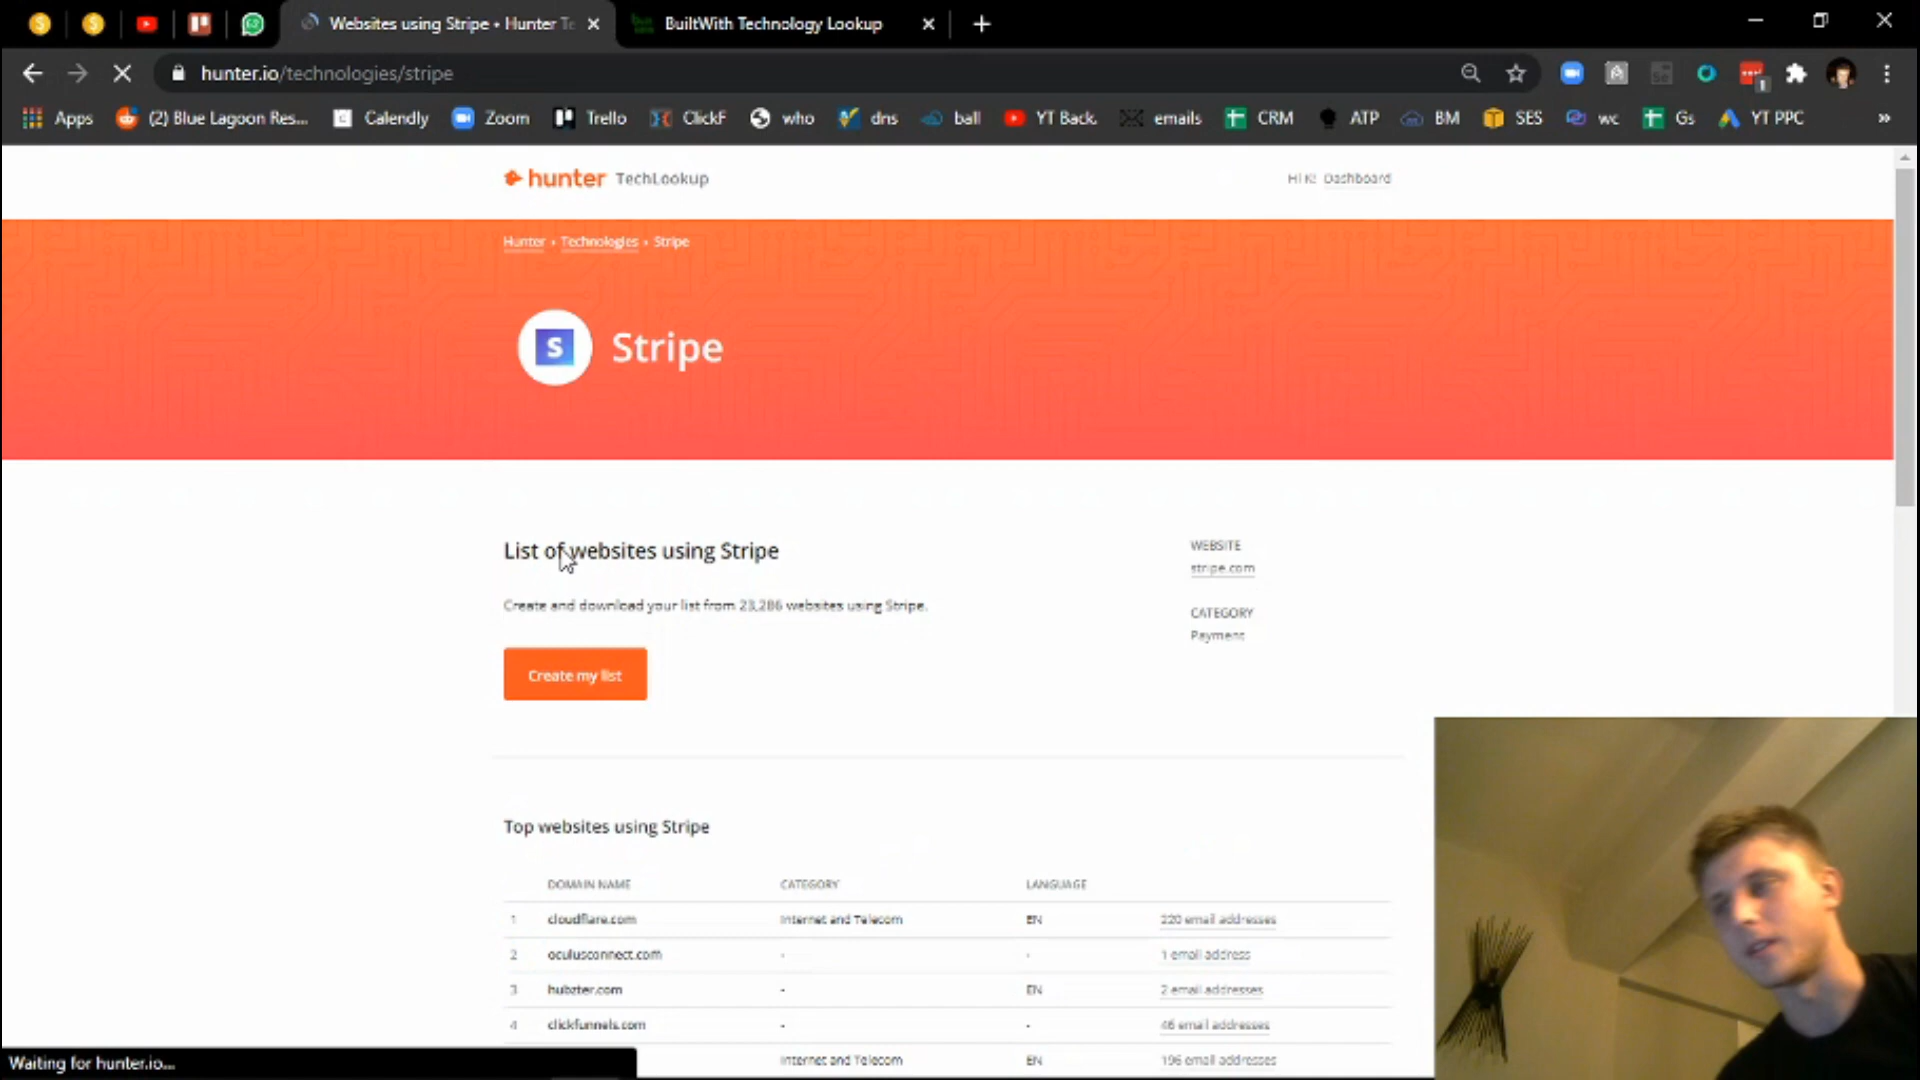 Websites using Stripe • Hunter Te
BuiltWith Technology Lookup
hunter.io/technologies/stripe
Apps
(2) Blue Lagoon Res...
Calendly
Zoom
Trello
ClickF
who
dns
ball
YT Back.
emails
CRM
ATP
BM
SES
wc
Gs
YT PPC
»
hunter TechLookup
Hi K! Dashboard
Hunter • Technologies • Stripe
S
Stripe
List of websites using Stripe
WEBSITE
stripe.com
Create and download your list from 23,286 websites using Stripe.
CATEGORY
Payment
Create my list
Top websites using Stripe
DOMAIN NAME CATEGORY LANGUAGE
1 cloudflare.com Internet and Telecom EN 220 email addresses
2 oculusconnect.com - - 1 email address
3 hubzter.com - EN 2 email addresses
4 clickfunnels.com - - 46 email addresses
Internet and Telecom EN 196 email addresses
Waiting for hunter.io...